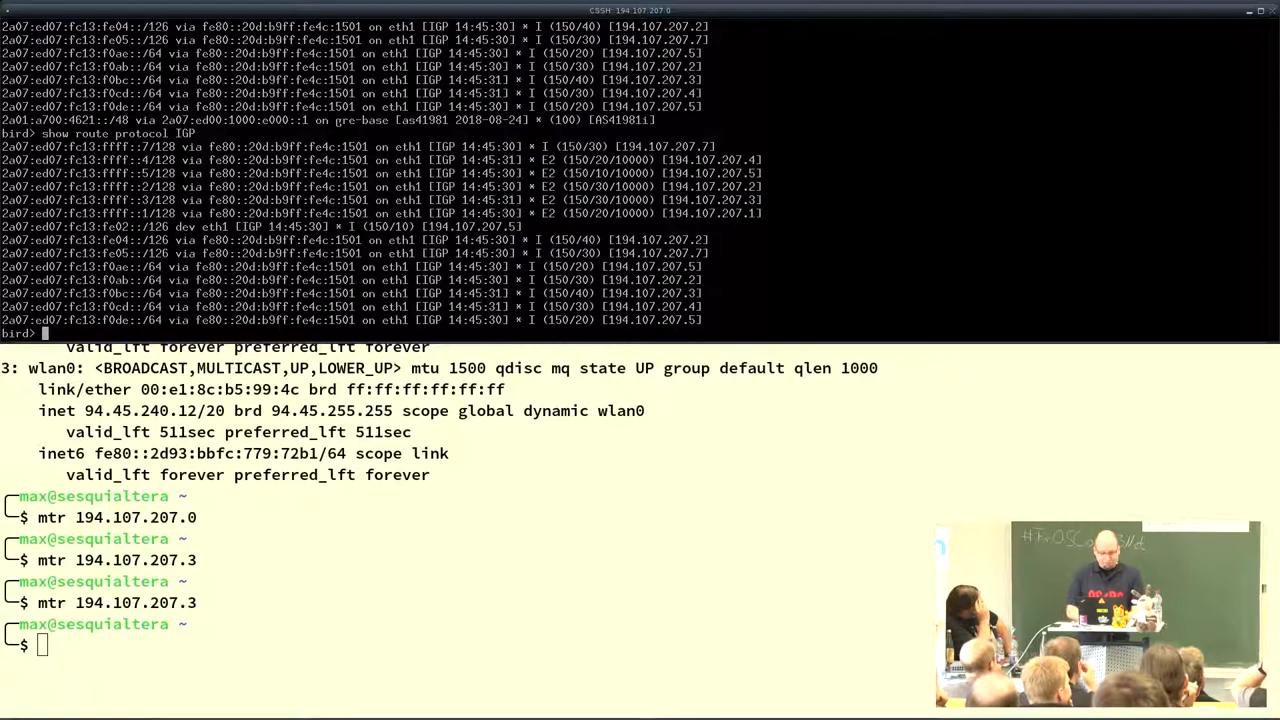 CSSH: 194.107.207.0
2a07:ed07:fc13:fe04::/126 via fe80::20d:b9ff:fe4c:1501 on eth1 [IGP 14:45:30] * I (150/40) [194.107.207.2]
2a07:ed07:fc13:fe05::/126 via fe80::20d:b9ff:fe4c:1501 on eth1 [IGP 14:45:30] * I (150/30) [194.107.207.7]
2a07:ed07:fc13:f0ae::/64 via fe80::20d:b9ff:fe4c:1501 on eth1 [IGP 14:45:30] * I (150/20) [194.107.207.5]
2a07:ed07:fc13:f0ab::/64 via fe80::20d:b9ff:fe4c:1501 on eth1 [IGP 14:45:30] * I (150/30) [194.107.207.2]
2a07:ed07:fc13:f0bc::/64 via fe80::20d:b9ff:fe4c:1501 on eth1 [IGP 14:45:31] * I (150/40) [194.107.207.3]
2a07:ed07:fc13:f0cd::/64 via fe80::20d:b9ff:fe4c:1501 on eth1 [IGP 14:45:31] * I (150/30) [194.107.207.4]
2a07:ed07:fc13:f0de::/64 via fe80::20d:b9ff:fe4c:1501 on eth1 [IGP 14:45:30] * I (150/20) [194.107.207.5]
2a01:a700:4621::/48 via 2a07:ed00:1000:e000::1 on gre-base [as41981 2018-08-24] * (100) [AS41981i]
bird> show route protocol IGP
2a07:ed07:fc13:ffff::7/128 via fe80::20d:b9ff:fe4c:1501 on eth1 [IGP 14:45:30] * I (150/30) [194.107.207.7]
2a07:ed07:fc13:ffff::4/128 via fe80::20d:b9ff:fe4c:1501 on eth1 [IGP 14:45:31] * E2 (150/20/10000) [194.107.207.4]
2a07:ed07:fc13:ffff::5/128 via fe80::20d:b9ff:fe4c:1501 on eth1 [IGP 14:45:30] * E2 (150/10/10000) [194.107.207.5]
2a07:ed07:fc13:ffff::2/128 via fe80::20d:b9ff:fe4c:1501 on eth1 [IGP 14:45:30] * E2 (150/30/10000) [194.107.207.2]
2a07:ed07:fc13:ffff::3/128 via fe80::20d:b9ff:fe4c:1501 on eth1 [IGP 14:45:31] * E2 (150/30/10000) [194.107.207.3]
2a07:ed07:fc13:ffff::1/128 via fe80::20d:b9ff:fe4c:1501 on eth1 [IGP 14:45:30] * E2 (150/20/10000) [194.107.207.1]
2a07:ed07:fc13:fe02::/126 dev eth1 [IGP 14:45:30] * I (150/10) [194.107.207.5]
2a07:ed07:fc13:fe04::/126 via fe80::20d:b9ff:fe4c:1501 on eth1 [IGP 14:45:30] * I (150/40) [194.107.207.2]
2a07:ed07:fc13:fe05::/126 via fe80::20d:b9ff:fe4c:1501 on eth1 [IGP 14:45:30] * I (150/30) [194.107.207.7]
2a07:ed07:fc13:f0ae::/64 via fe80::20d:b9ff:fe4c:1501 on eth1 [IGP 14:45:30] * I (150/20) [194.107.207.5]
2a07:ed07:fc13:f0ab::/64 via fe80::20d:b9ff:fe4c:1501 on eth1 [IGP 14:45:30] * I (150/30) [194.107.207.2]
2a07:ed07:fc13:f0bc::/64 via fe80::20d:b9ff:fe4c:1501 on eth1 [IGP 14:45:31] * I (150/40) [194.107.207.3]
2a07:ed07:fc13:f0cd::/64 via fe80::20d:b9ff:fe4c:1501 on eth1 [IGP 14:45:31] * I (150/30) [194.107.207.4]
2a07:ed07:fc13:f0de::/64 via fe80::20d:b9ff:fe4c:1501 on eth1 [IGP 14:45:30] * I (150/20) [194.107.207.5]
bird>
valid_lft forever preferred_lft forever
3: wlan0: <BROADCAST,MULTICAST,UP,LOWER_UP> mtu 1500 qdisc mq state UP group default qlen 1000
link/ether 00:e1:8c:b5:99:4c brd ff:ff:ff:ff:ff:ff
inet 94.45.240.12/20 brd 94.45.255.255 scope global dynamic wlan0
valid_lft 511sec preferred_lft 511sec
inet6 fe80::2d93:bbfc:779:72b1/64 scope link
valid_lft forever preferred_lft forever
max@sesquialtera ~
$ mtr 194.107.207.0
max@sesquialtera ~
$ mtr 194.107.207.3
max@sesquialtera ~
$ mtr 194.107.207.3
max@sesquialtera ~
$